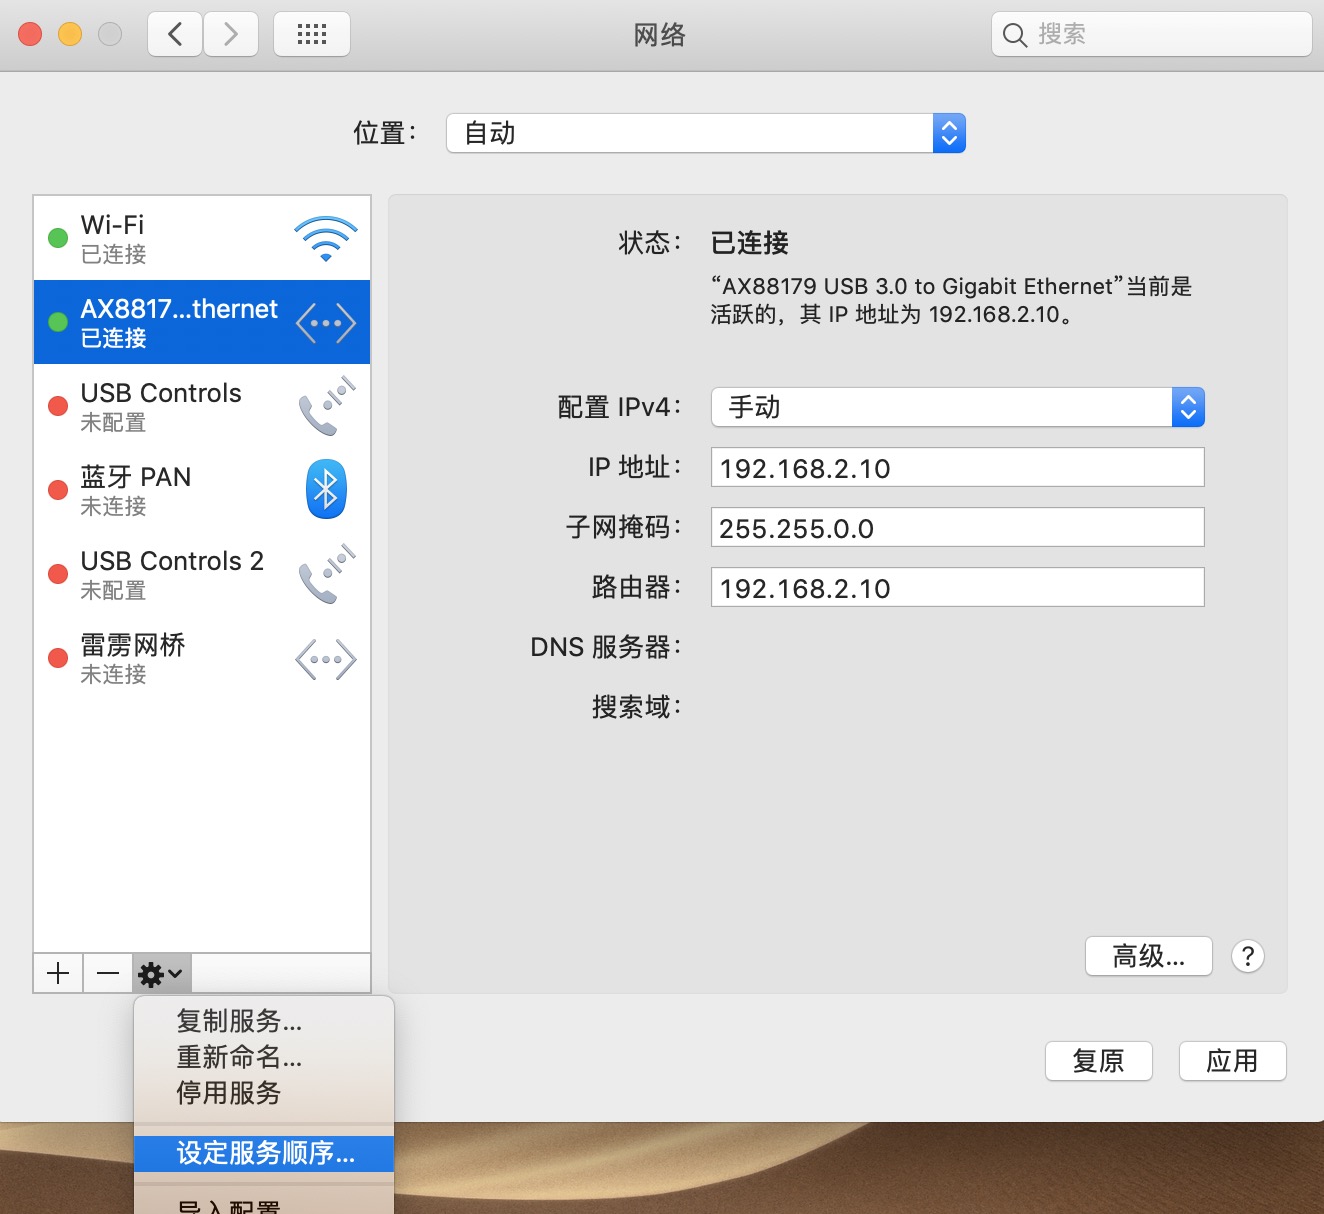 网络
搜索
位置：
自动
Wi-Fi
已连接
AX8817...thernet
已连接
USB Controls
未配置
蓝牙 PAN
未连接
USB Controls 2
未配置
雷雳网桥
未连接
状态：
已连接
“AX88179 USB 3.0 to Gigabit Ethernet”当前是
活跃的，其 IP 地址为 192.168.2.10。
配置 IPv4：
手动
IP 地址：
192.168.2.10
子网掩码：
255.255.0.0
路由器：
192.168.2.10
DNS 服务器：
搜索域：
高级...
?
复制服务...
重新命名...
停用服务
设定服务顺序...
导入配置
复原
应用